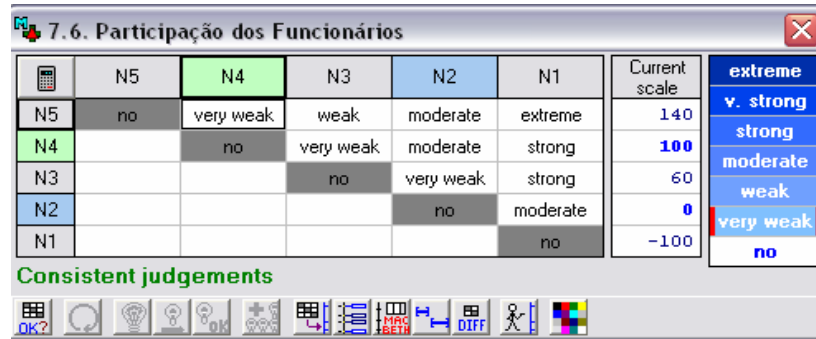 7.6. Participação dos Funcionários
N5 N4 N3 N2 N1 Current scale
N5 no very weak weak moderate extreme 140
N4 no very weak moderate strong 100
N3 no very weak strong 60
N2 no moderate 0
N1 no -100
extreme
v. strong
strong
moderate
weak
very weak
no
Consistent judgements
OK? OK MAC BETH DIFF